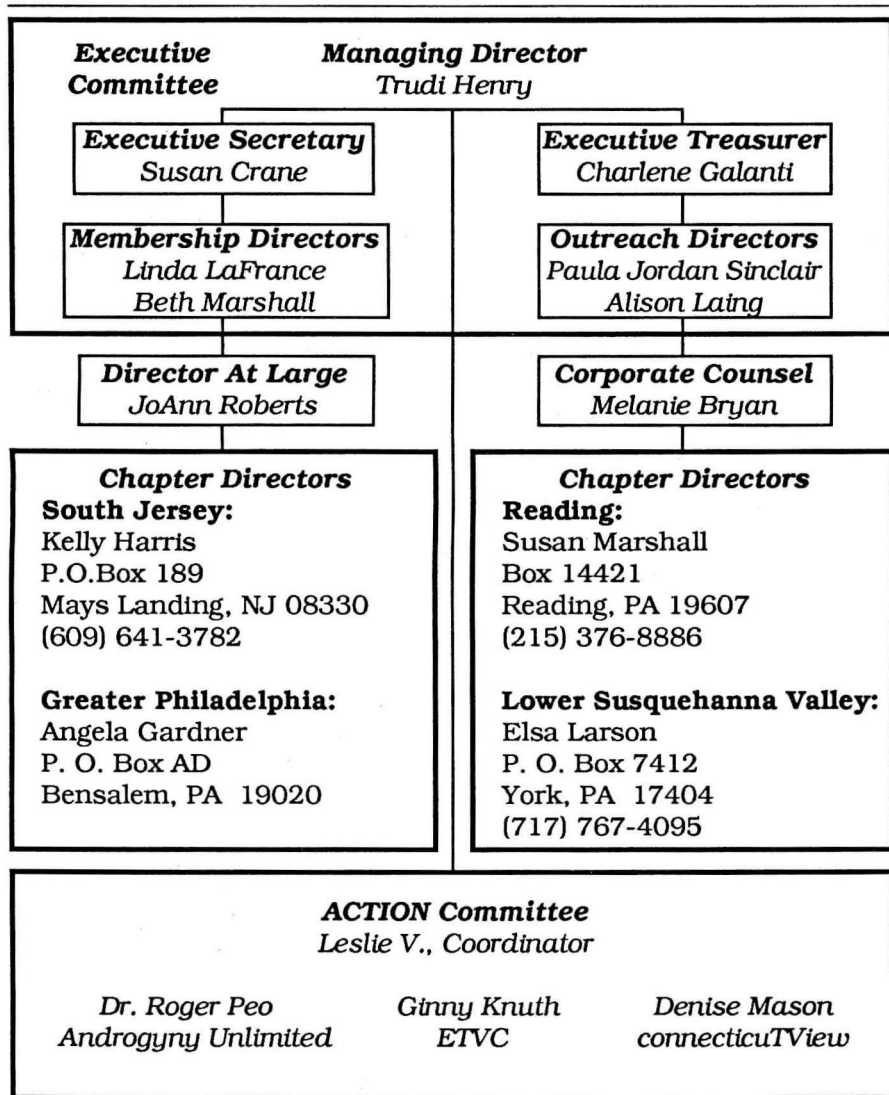 Executive
Committee
Managing Director
Trudi Henry
Executive Secretary
Susan Crane
Executive Treasurer
Charlene Galanti
Membership Directors
Linda LaFrance
Beth Marshall
Outreach Directors
Paula Jordan Sinclair
Alison Laing
Director At Large
JoAnn Roberts
Corporate Counsel
Melanie Bryan
Chapter Directors
South Jersey:
Kelly Harris
P.O.Box 189
Mays Landing, NJ 08330
(609) 641-3782
Greater Philadelphia:
Angela Gardner
P. O. Box AD
Bensalem, PA 19020
Chapter Directors
Reading:
Susan Marshall
Box 14421
Reading, PA 19607
(215) 376-8886
Lower Susquehanna Valley:
Elsa Larson
P. O. Box 7412
York, PA 17404
(717) 767-4095
ACTION Committee
Leslie V., Coordinator
Dr. Roger Peo
Androgyny Unlimited
Ginny Knuth
ETVC
Denise Mason
connecticuTView